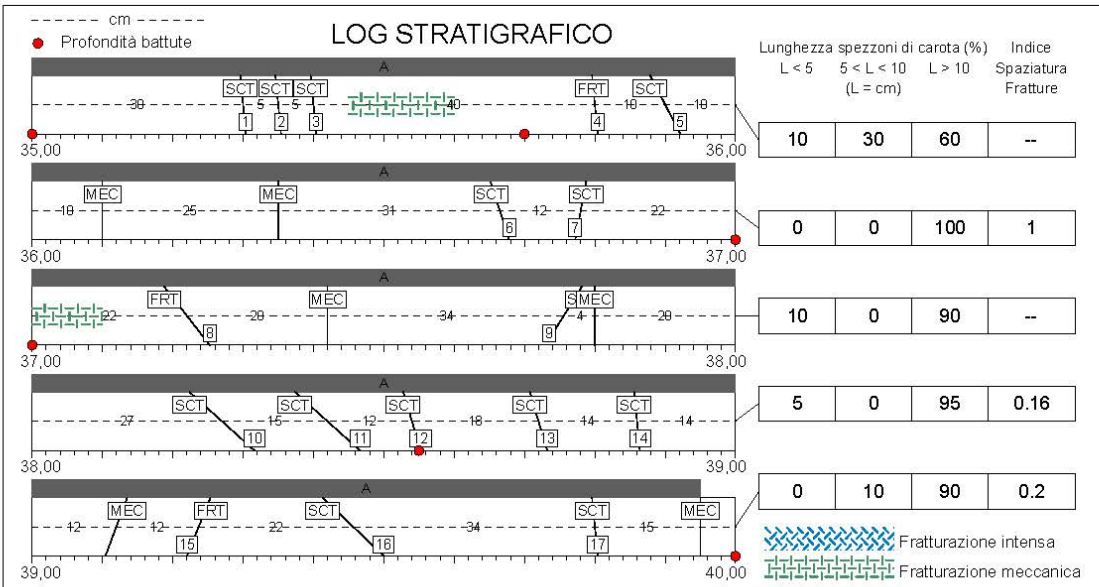 cm
Profondità battute
LOG STRATIGRAFICO
Lunghezza spezzoni di carota (%)
L < 5 5 < L < 10 L > 10
(L = cm)
Indice
Spaziatura
Fratture
A
SCT SCT SCT FRT SCT
30 5 5 40 10 10
1 2 3 4 5
35,00 36,00
10 30 60 --
A
MEC MEC SCT SCT
10 25 31 12 22
6 7
36,00 37,00
0 0 100 1
A
FRT MEC MEC
22 20 34 4 20
8 9
37,00 38,00
10 0 90 --
A
SCT SCT SCT SCT SCT
27 15 12 18 14 14
10 11 12 13 14
38,00 39,00
5 0 95 0.16
A
MEC FRT SCT SCT MEC
12 12 22 34 15
15 16 17
39,00 40,00
0 10 90 0.2
Fratturazione intensa
Fratturazione meccanica